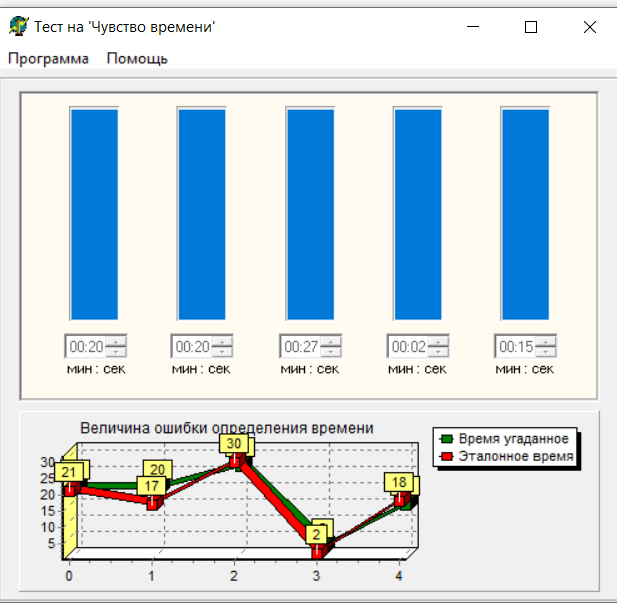 Тест на 'Чувство времени'
Программа Помощь
00:20 00:20 00:27 00:02 00:15
мин : сек мин : сек мин : сек мин : сек мин : сек
Величина ошибки определения времени
Время угаданное
Эталонное время
30
25
20
15
10
5
21 20 17 30 2 18
0 1 2 3 4